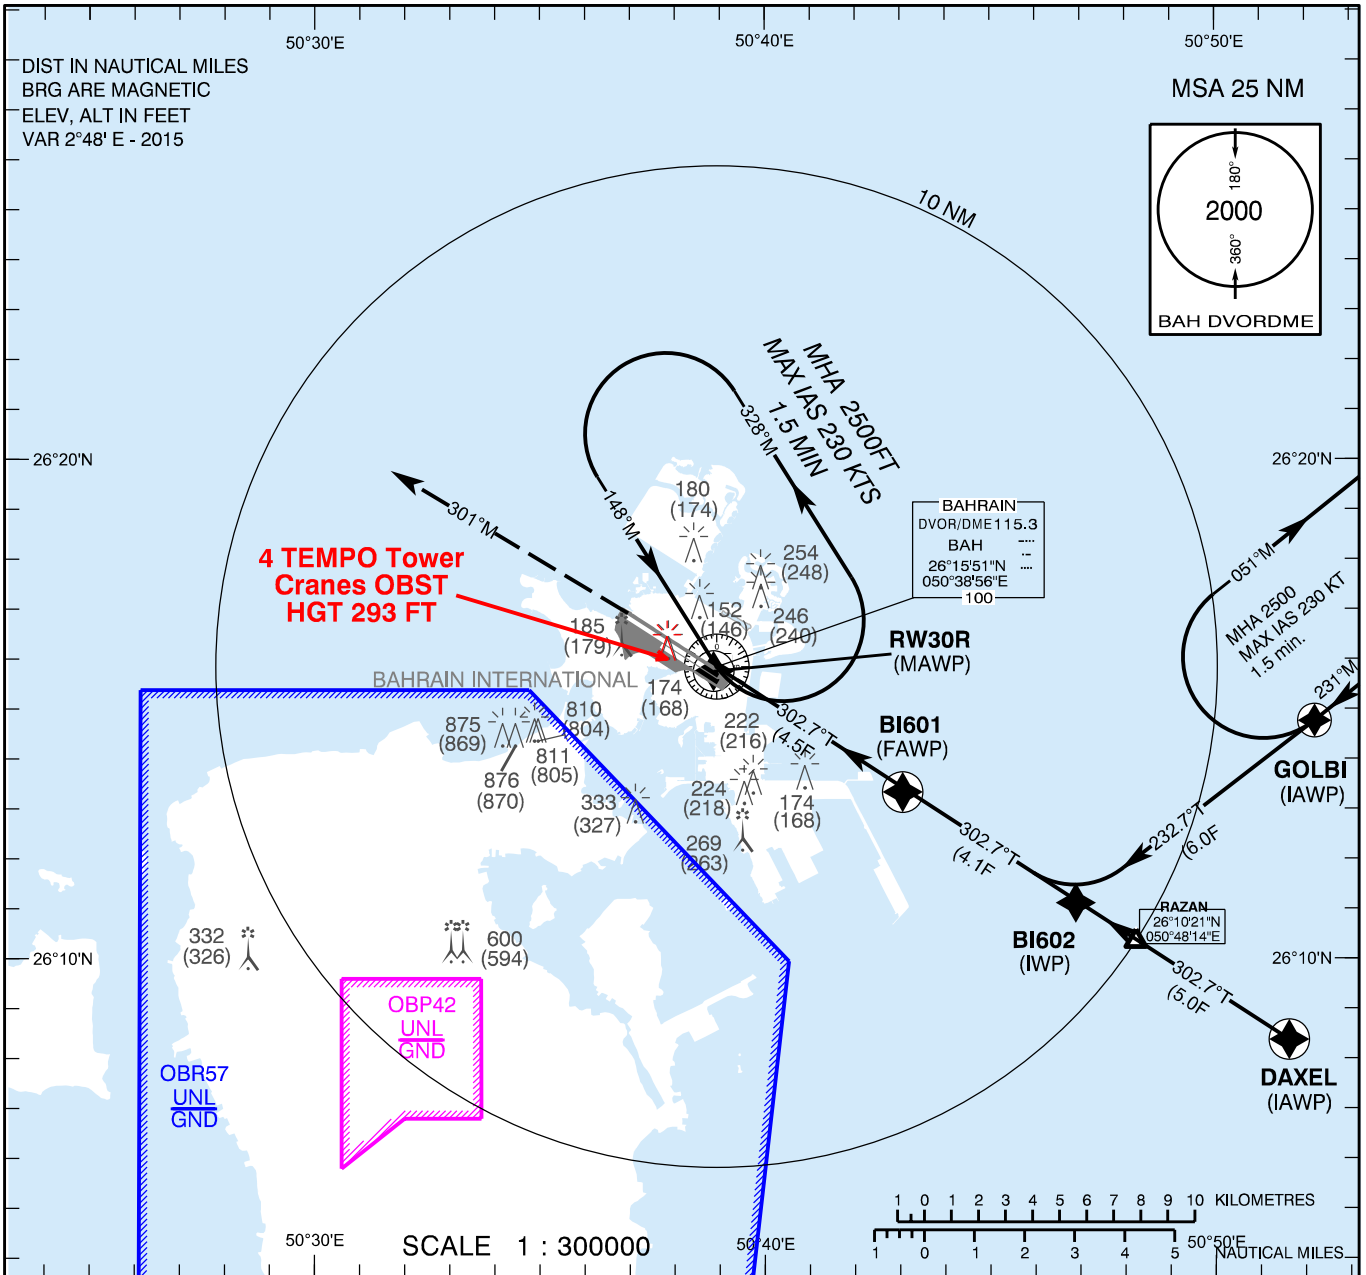 50°30'E
50°40'E
50°50'E
DIST IN NAUTICAL MILES
BRG ARE MAGNETIC
ELEV, ALT IN FEET
VAR 2°48' E - 2015
MSA 25 NM
180°
2000
360°
BAH DVORDME
10 NM
MHA 2500FT
MAX IAS 230 KTS
1.5 MIN
328°M
148°M
301°M
26°20'N
26°20'N
180
(174)
254
(248)
152
(146)
246
(240)
185
(179)
174
(168)
4 TEMPO Tower
Cranes OBST
HGT 293 FT
BAHRAIN
DVOR/DME 115.3
BAH
26°15'51"N
050°38'56"E
100
RW30R
(MAWP)
BAHRAIN INTERNATIONAL
051°M
MHA 2500
MAX IAS 230 KT
1.5 min.
231°M
302.7°T
(4.5F
BI601
(FAWP)
GOLBI
(IAWP)
875
(869)
810
(804)
811
(805)
876
(870)
333
(327)
222
(216)
224
(218)
174
(168)
269
(263)
302.7°T
(4.1F
232.7°T
(6.0F
RAZAN
26°10'21"N
050°48'14"E
BI602
(IWP)
302.7°T
(5.0F
DAXEL
(IAWP)
332
(326)
600
(594)
26°10'N
26°10'N
OBP42
UNL
GND
OBR57
UNL
GND
1 0 1 2 3 4 5 6 7 8 9 10 KILOMETRES
1 0 1 2 3 4 5 NAUTICAL MILES
50°30'E
SCALE 1 : 300000
50°40'E
50°50'E